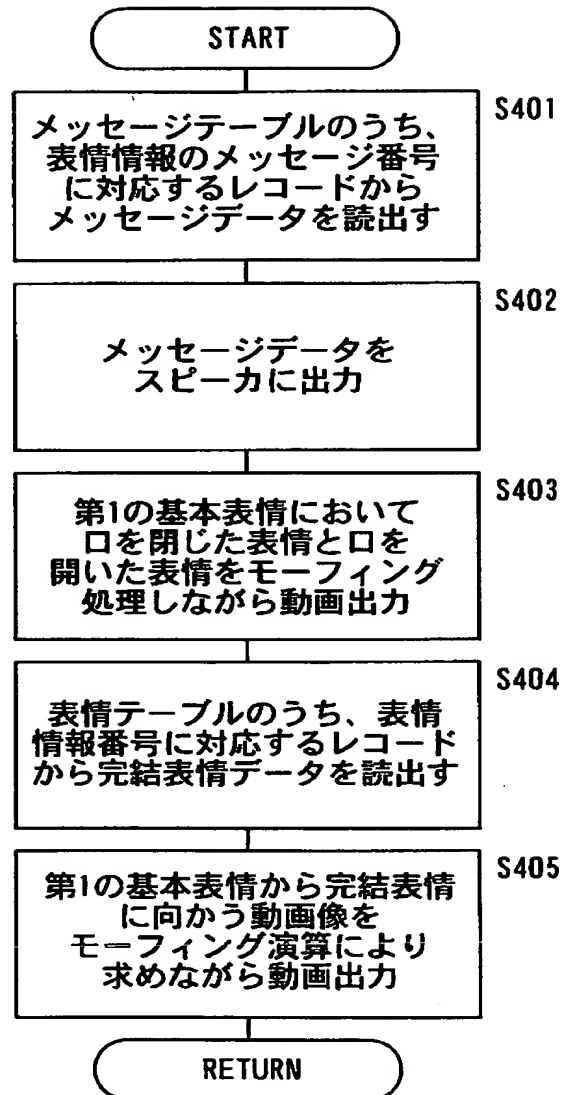 START
S401
メッセージテーブルのうち、
表情情報のメッセージ番号
に対応するレコードから
メッセージデータを読出す
S402
メッセージデータを
スピーカに出力
S403
第1の基本表情において
口を閉じた表情と口を
開いた表情をモーフィング
処理しながら動画出力
S404
表情テーブルのうち、表情
情報番号に対応するレコード
から完結表情データを読出す
S405
第1の基本表情から完結表情
に向かう動画像を
モーフィング演算により
求めながら動画出力
RETURN